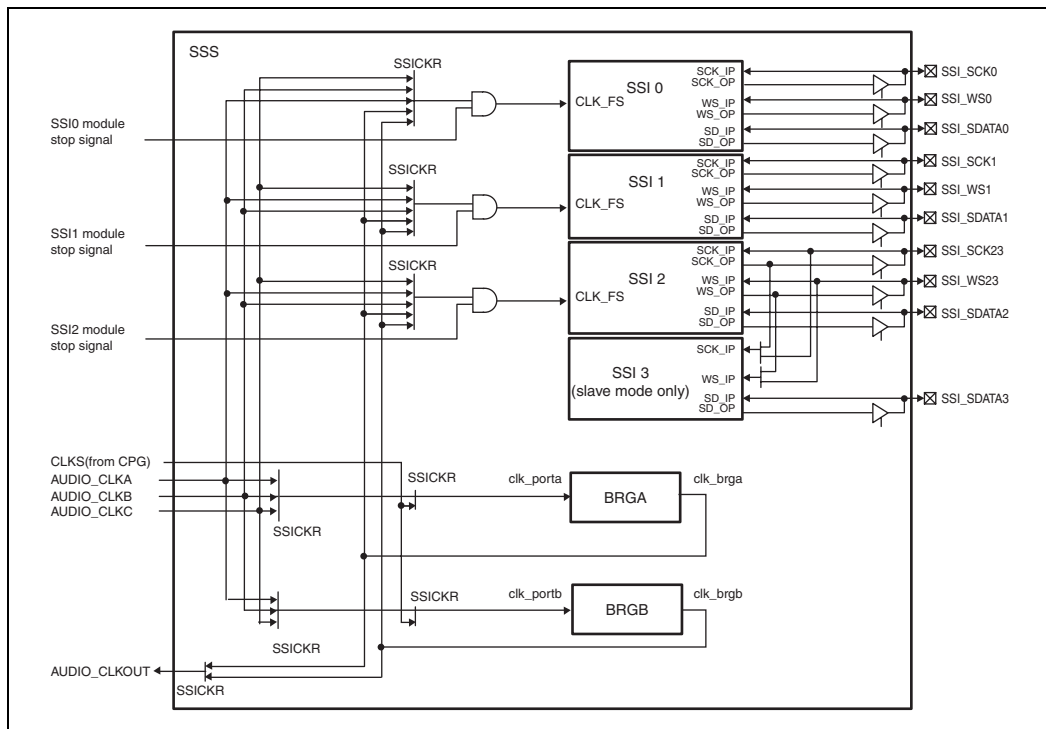 SSS
SSICKR
SSI0 module
stop signal
CLK_FS
SSI 0
SCK_IP
SCK_OP
WS_IP
WS_OP
SD_IP
SD_OP
SSI_SCK0
SSI_WS0
SSI_SDATA0
SSICKR
SSI1 module
stop signal
CLK_FS
SSI 1
SCK_IP
SCK_OP
WS_IP
WS_OP
SD_IP
SD_OP
SSI_SCK1
SSI_WS1
SSI_SDATA1
SSICKR
SSI2 module
stop signal
CLK_FS
SSI 2
SCK_IP
SCK_OP
WS_IP
WS_OP
SD_IP
SD_OP
SSI_SCK23
SSI_WS23
SSI_SDATA2
SSI 3
(slave mode only)
SCK_IP
WS_IP
SD_IP
SD_OP
SSI_SDATA3
CLKS(from CPG)
AUDIO_CLKA
AUDIO_CLKB
AUDIO_CLKC
SSICKR
SSICKR
clk_porta
BRGA
clk_brga
SSICKR
SSICKR
clk_portb
BRGB
clk_brgb
AUDIO_CLKOUT
SSICKR